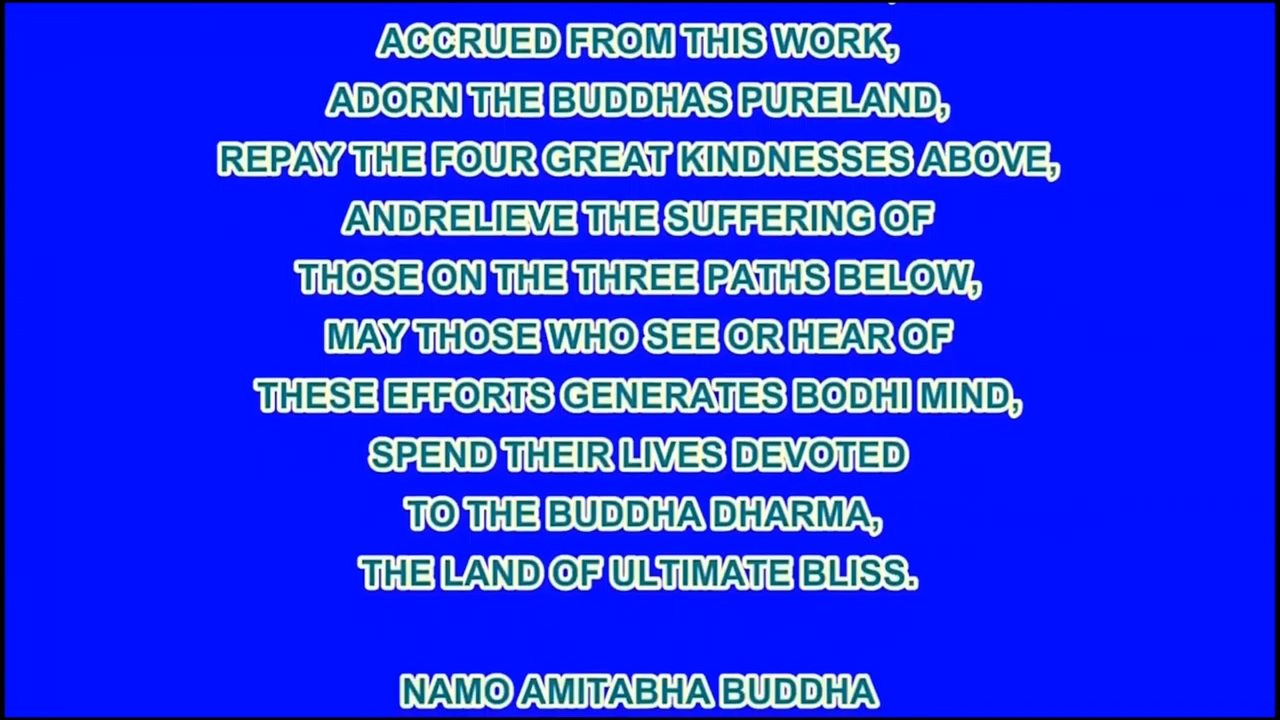 ACCRUED FROM THIS WORK,
ADORN THE BUDDHAS PURELAND,
REPAY THE FOUR GREAT KINDNESSES ABOVE,
ANDRELIEVE THE SUFFERING OF
THOSE ON THE THREE PATHS BELOW,
MAY THOSE WHO SEE OR HEAR OF
THESE EFFORTS GENERATES BODHI MIND,
SPEND THEIR LIVES DEVOTED
TO THE BUDDHA DHARMA,
THE LAND OF ULTIMATE BLISS.
NAMO AMITABHA BUDDHA